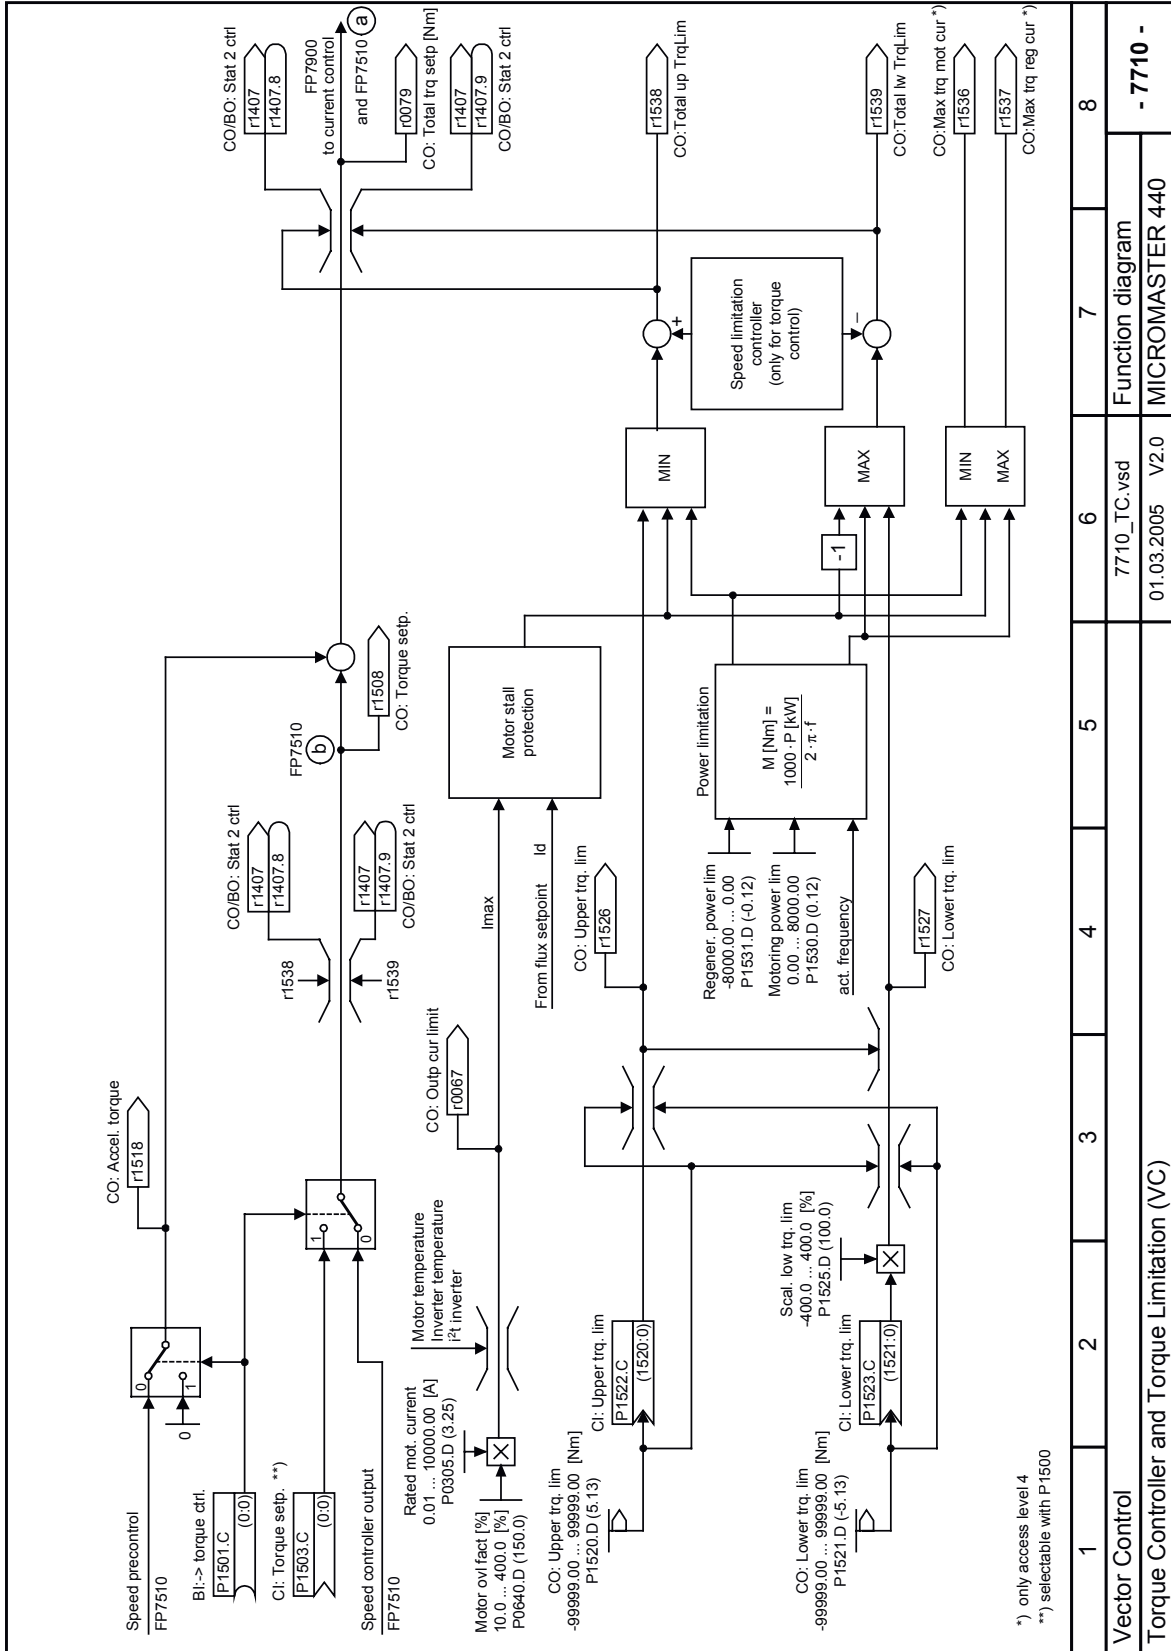 Speed precontrol
FP7510
0
1
0
BI:-> torque ctrl.
P1501.C
(0:0)
CI: Torque setp. **)
P1503.C
(0:0)
Speed controller output
FP7510
CO: Accel. torque
r1518
1
0
r1538
r1539
CO/BO: Stat 2 ctrl
r1407
r1407.8
r1407
r1407.9
CO/BO: Stat 2 ctrl
FP7510
b
r1508
CO: Torque setp.
CO/BO: Stat 2 ctrl
r1407
r1407.8
FP7900
to current control
and FP7510
a
r0079
CO: Total trq setp [Nm]
r1407
r1407.9
CO/BO: Stat 2 ctrl
Rated mot. current
0.01 ... 10000.00 [A]
P0305.D (3.25)
Motor ovl fact [%]
10.0 ... 400.0 [%]
P0640.D (150.0)
Motor temperature
Inverter temperature
i²t inverter
CO: Outp cur limit
r0067
Imax
From flux setpoint
Id
Motor stall
protection
CO: Upper trq. lim
-99999.00 ... 99999.00 [Nm]
P1520.D (5.13)
CI: Upper trq. lim
P1522.C
(1520:0)
CO: Upper trq. lim
r1526
Power limitation
M [Nm] =
1000 · P [kW]
2 · π · f
Regener. power lim
-8000.00 ... 0.00
P1531.D (-0.12)
Motoring power lim
0.00 ... 8000.00
P1530.D (0.12)
act. frequency
MIN
Speed limitation
controller
(only for torque
control)
+
–
r1538
CO:Total up TrqLim
Scal. low trq. lim
-400.0 ... 400.0 [%]
P1525.D (100.0)
CO: Lower trq. lim
-99999.00 ... 99999.00 [Nm]
P1521.D (-5.13)
CI: Lower trq. lim
P1523.C
(1521:0)
r1527
CO: Lower trq. lim
-1
MAX
r1539
CO:Total lw TrqLim
MIN
MAX
CO:Max trq mot cur *)
r1536
r1537
CO:Max trq reg cur *)
*) only access level 4
**) selectable with P1500
1
2
3
4
5
6
7
8
Vector Control
7710_TC.vsd
Function diagram
- 7710 -
Torque Controller and Torque Limitation (VC)
01.03.2005 V2.0
MICROMASTER 440